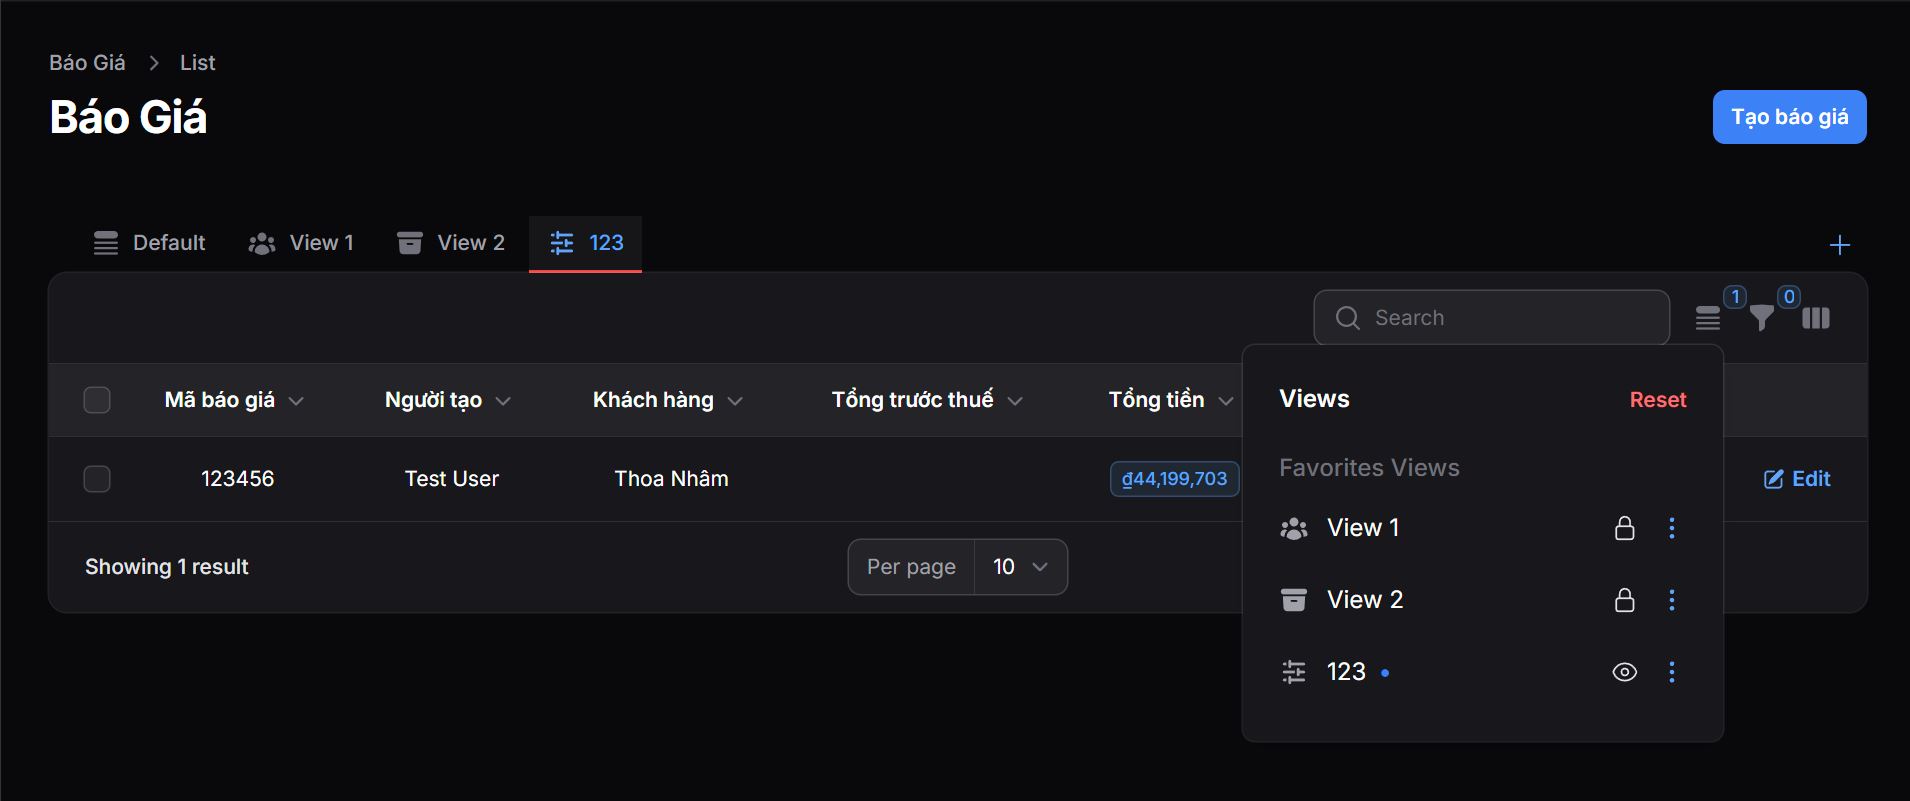 Báo Giá > List
Báo Giá
Tạo báo giá
Default View 1 View 2 123
Search 1 0
Mã báo giá Người tạo Khách hàng Tổng trước thuế Tổng tiền
123456 Test User Thoa Nhâm ₫44,199,703 Edit
Showing 1 result Per page 10
Views Reset
Favorites Views
View 1
View 2
123